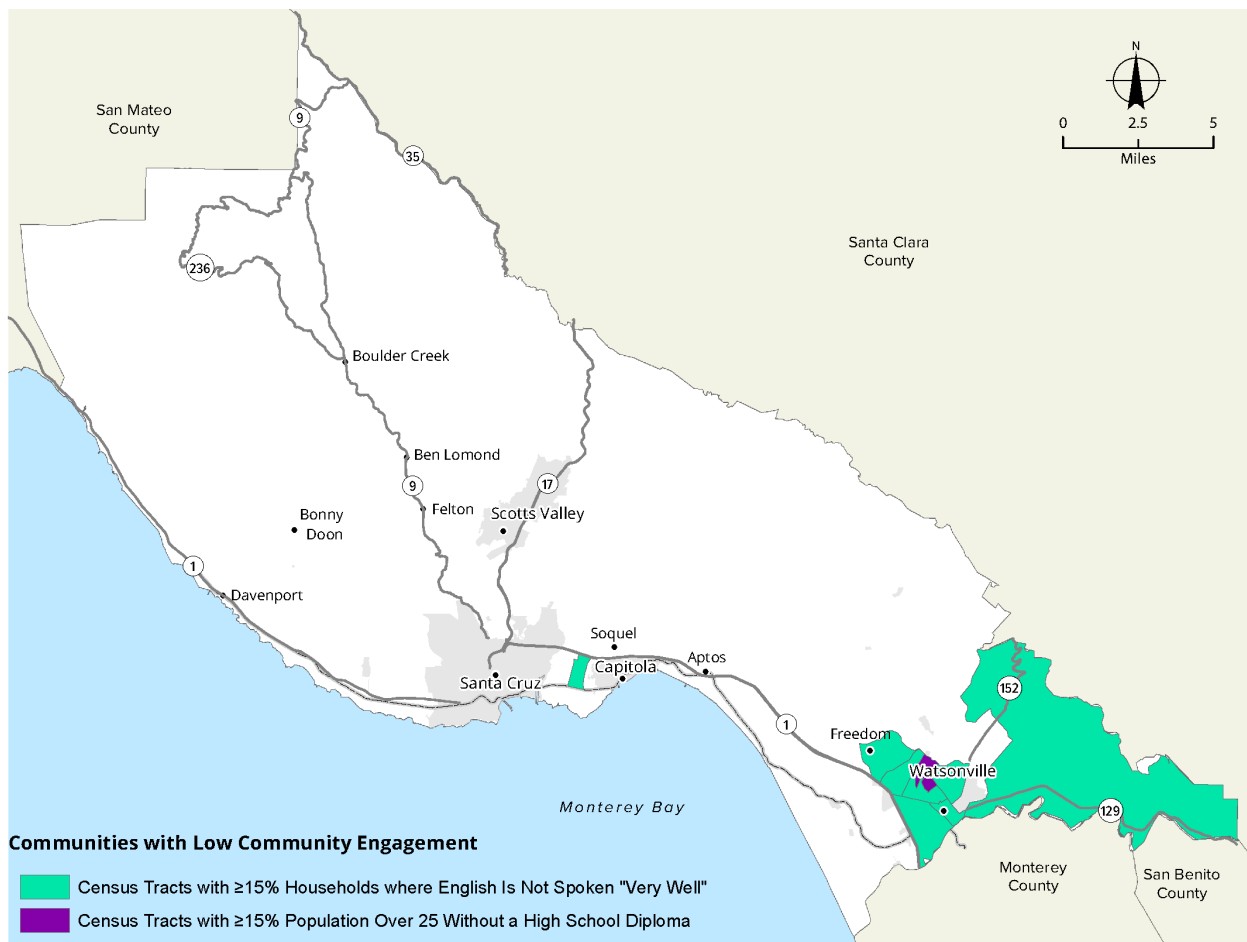 N
San Mateo
County
9
0
2.5
5
35
Miles
Santa Clara
County
236
Boulder Creek
Ben Lomond
17
9
Felton
Scotts Valley
Bonny
Doon
1
Davenport
Soquel
Aptos
Capitola
Santa Cruz
152
1
Freedom
Watsonville
Monterey Bay
129
Communities with Low Community Engagement
Monterey
County
San Benito
County
Census Tracts with ≥15% Households where English Is Not Spoken "Very Well"
Census Tracts with ≥15% Population Over 25 Without a High School Diploma